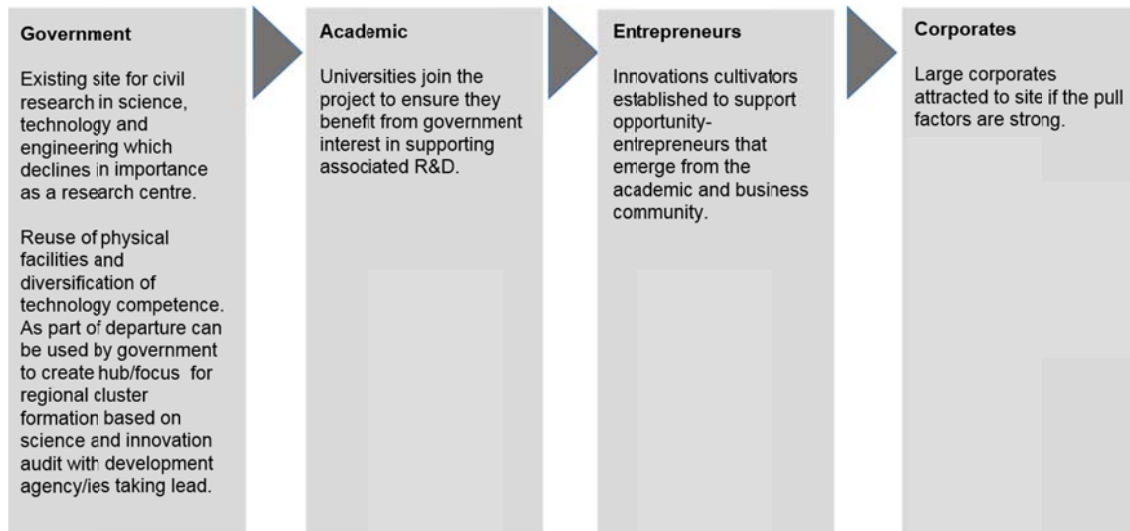 Government
Existing site for civil
research in science,
technology and
engineering which
declines in importance
as a research centre.
Reuse of physical
facilities and
diversification of
technology competence.
As part of departure can
be used by government
to create hub/focus for
regional cluster
formation based on
science and innovation
audit with development
agency/ies taking lead.
Academic
Universities join the
project to ensure they
benefit from government
interest in supporting
associated R&D.
Entrepreneurs
Innovations cultivators
established to support
opportunity-
entrepreneurs that
emerge from the
academic and business
community.
Corporates
Large corporates
attracted to site if the pull
factors are strong.